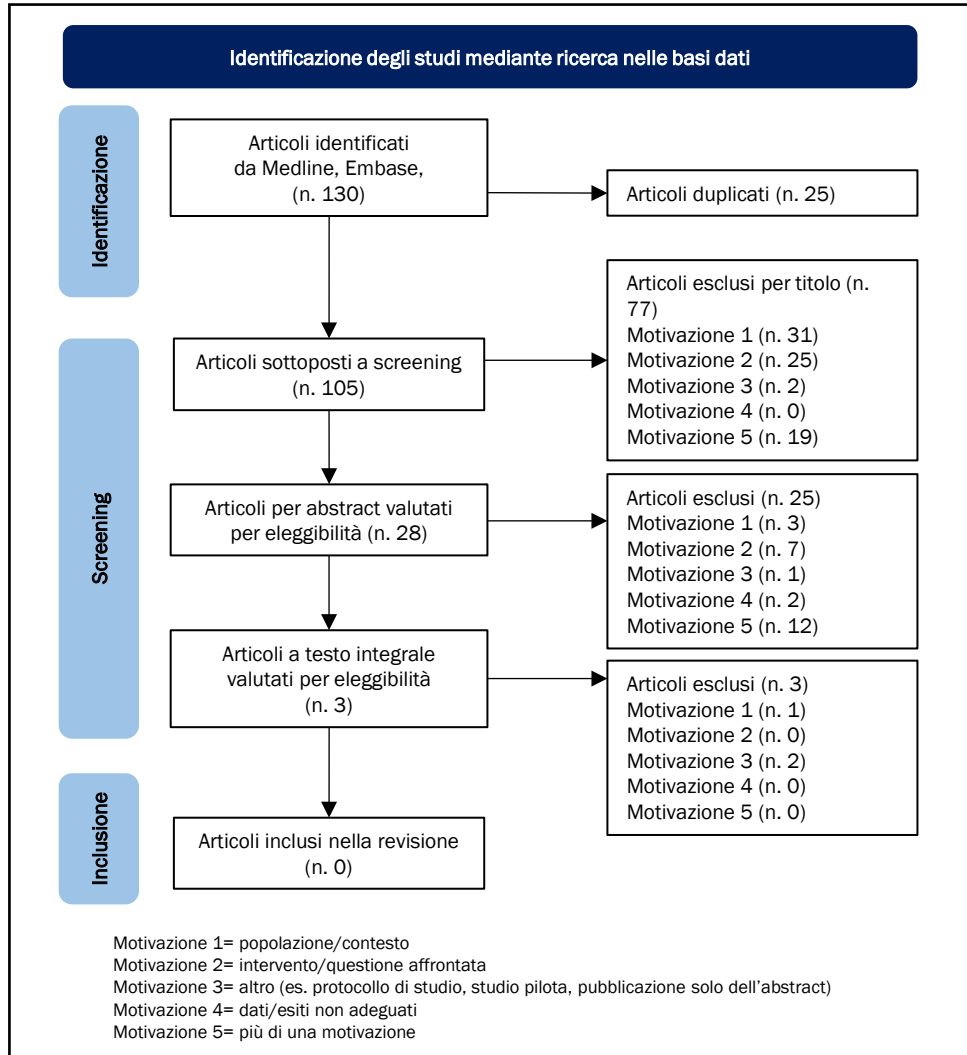 Identificazione degli studi mediante ricerca nelle basi dati
Identificazione
Articoli identificati
da Medline, Embase,
(n. 130)
Articoli duplicati (n. 25)
Screening
Articoli sottoposti a screening
(n. 105)
Articoli esclusi per titolo (n.
77)
Motivazione 1 (n. 31)
Motivazione 2 (n. 25)
Motivazione 3 (n. 2)
Motivazione 4 (n. 0)
Motivazione 5 (n. 19)
Articoli per abstract valutati
per eleggibilità (n. 28)
Articoli esclusi (n. 25)
Motivazione 1 (n. 3)
Motivazione 2 (n. 7)
Motivazione 3 (n. 1)
Motivazione 4 (n. 2)
Motivazione 5 (n. 12)
Articoli a testo integrale
valutati per eleggibilità
(n. 3)
Articoli esclusi (n. 3)
Motivazione 1 (n. 1)
Motivazione 2 (n. 0)
Motivazione 3 (n. 2)
Motivazione 4 (n. 0)
Motivazione 5 (n. 0)
Inclusione
Articoli inclusi nella revisione
(n. 0)
Motivazione 1= popolazione/contesto
Motivazione 2= intervento/questione affrontata
Motivazione 3= altro (es. protocollo di studio, studio pilota, pubblicazione solo dell'abstract)
Motivazione 4= dati/esiti non adeguati
Motivazione 5= più di una motivazione